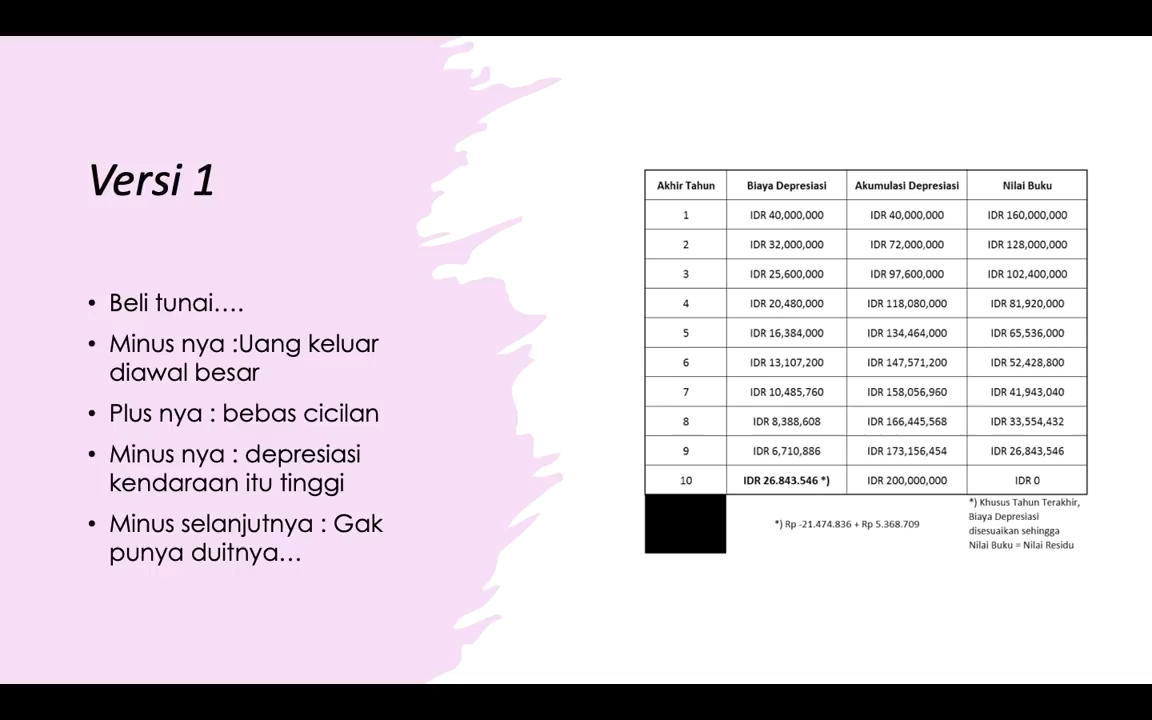 Versi 1
• Beli tunai....
• Minus nya :Uang keluar
diawal besar
• Plus nya : bebas cicilan
• Minus nya : depresiasi
kendaraan itu tinggi
• Minus selanjutnya : Gak
punya duitnya...
Akhir Tahun Biaya Depresiasi Akumulasi Depresiasi Nilai Buku
1 IDR 40,000,000 IDR 40,000,000 IDR 160,000,000
2 IDR 32,000,000 IDR 72,000,000 IDR 128,000,000
3 IDR 25,600,000 IDR 97,600,000 IDR 102,400,000
4 IDR 20,480,000 IDR 118,080,000 IDR 81,920,000
5 IDR 16,384,000 IDR 134,464,000 IDR 65,536,000
6 IDR 13,107,200 IDR 147,571,200 IDR 52,428,800
7 IDR 10,485,760 IDR 158,056,960 IDR 41,943,040
8 IDR 8,388,608 IDR 166,445,568 IDR 33,554,432
9 IDR 6,710,886 IDR 173,156,454 IDR 26,843,546
10 IDR 26.843.546 *) IDR 200,000,000 IDR 0
*) Rp -21.474.836 + Rp 5.368.709
*) Khusus Tahun Terakhir,
Biaya Depresiasi
disesuaikan sehingga
Nilai Buku = Nilai Residu